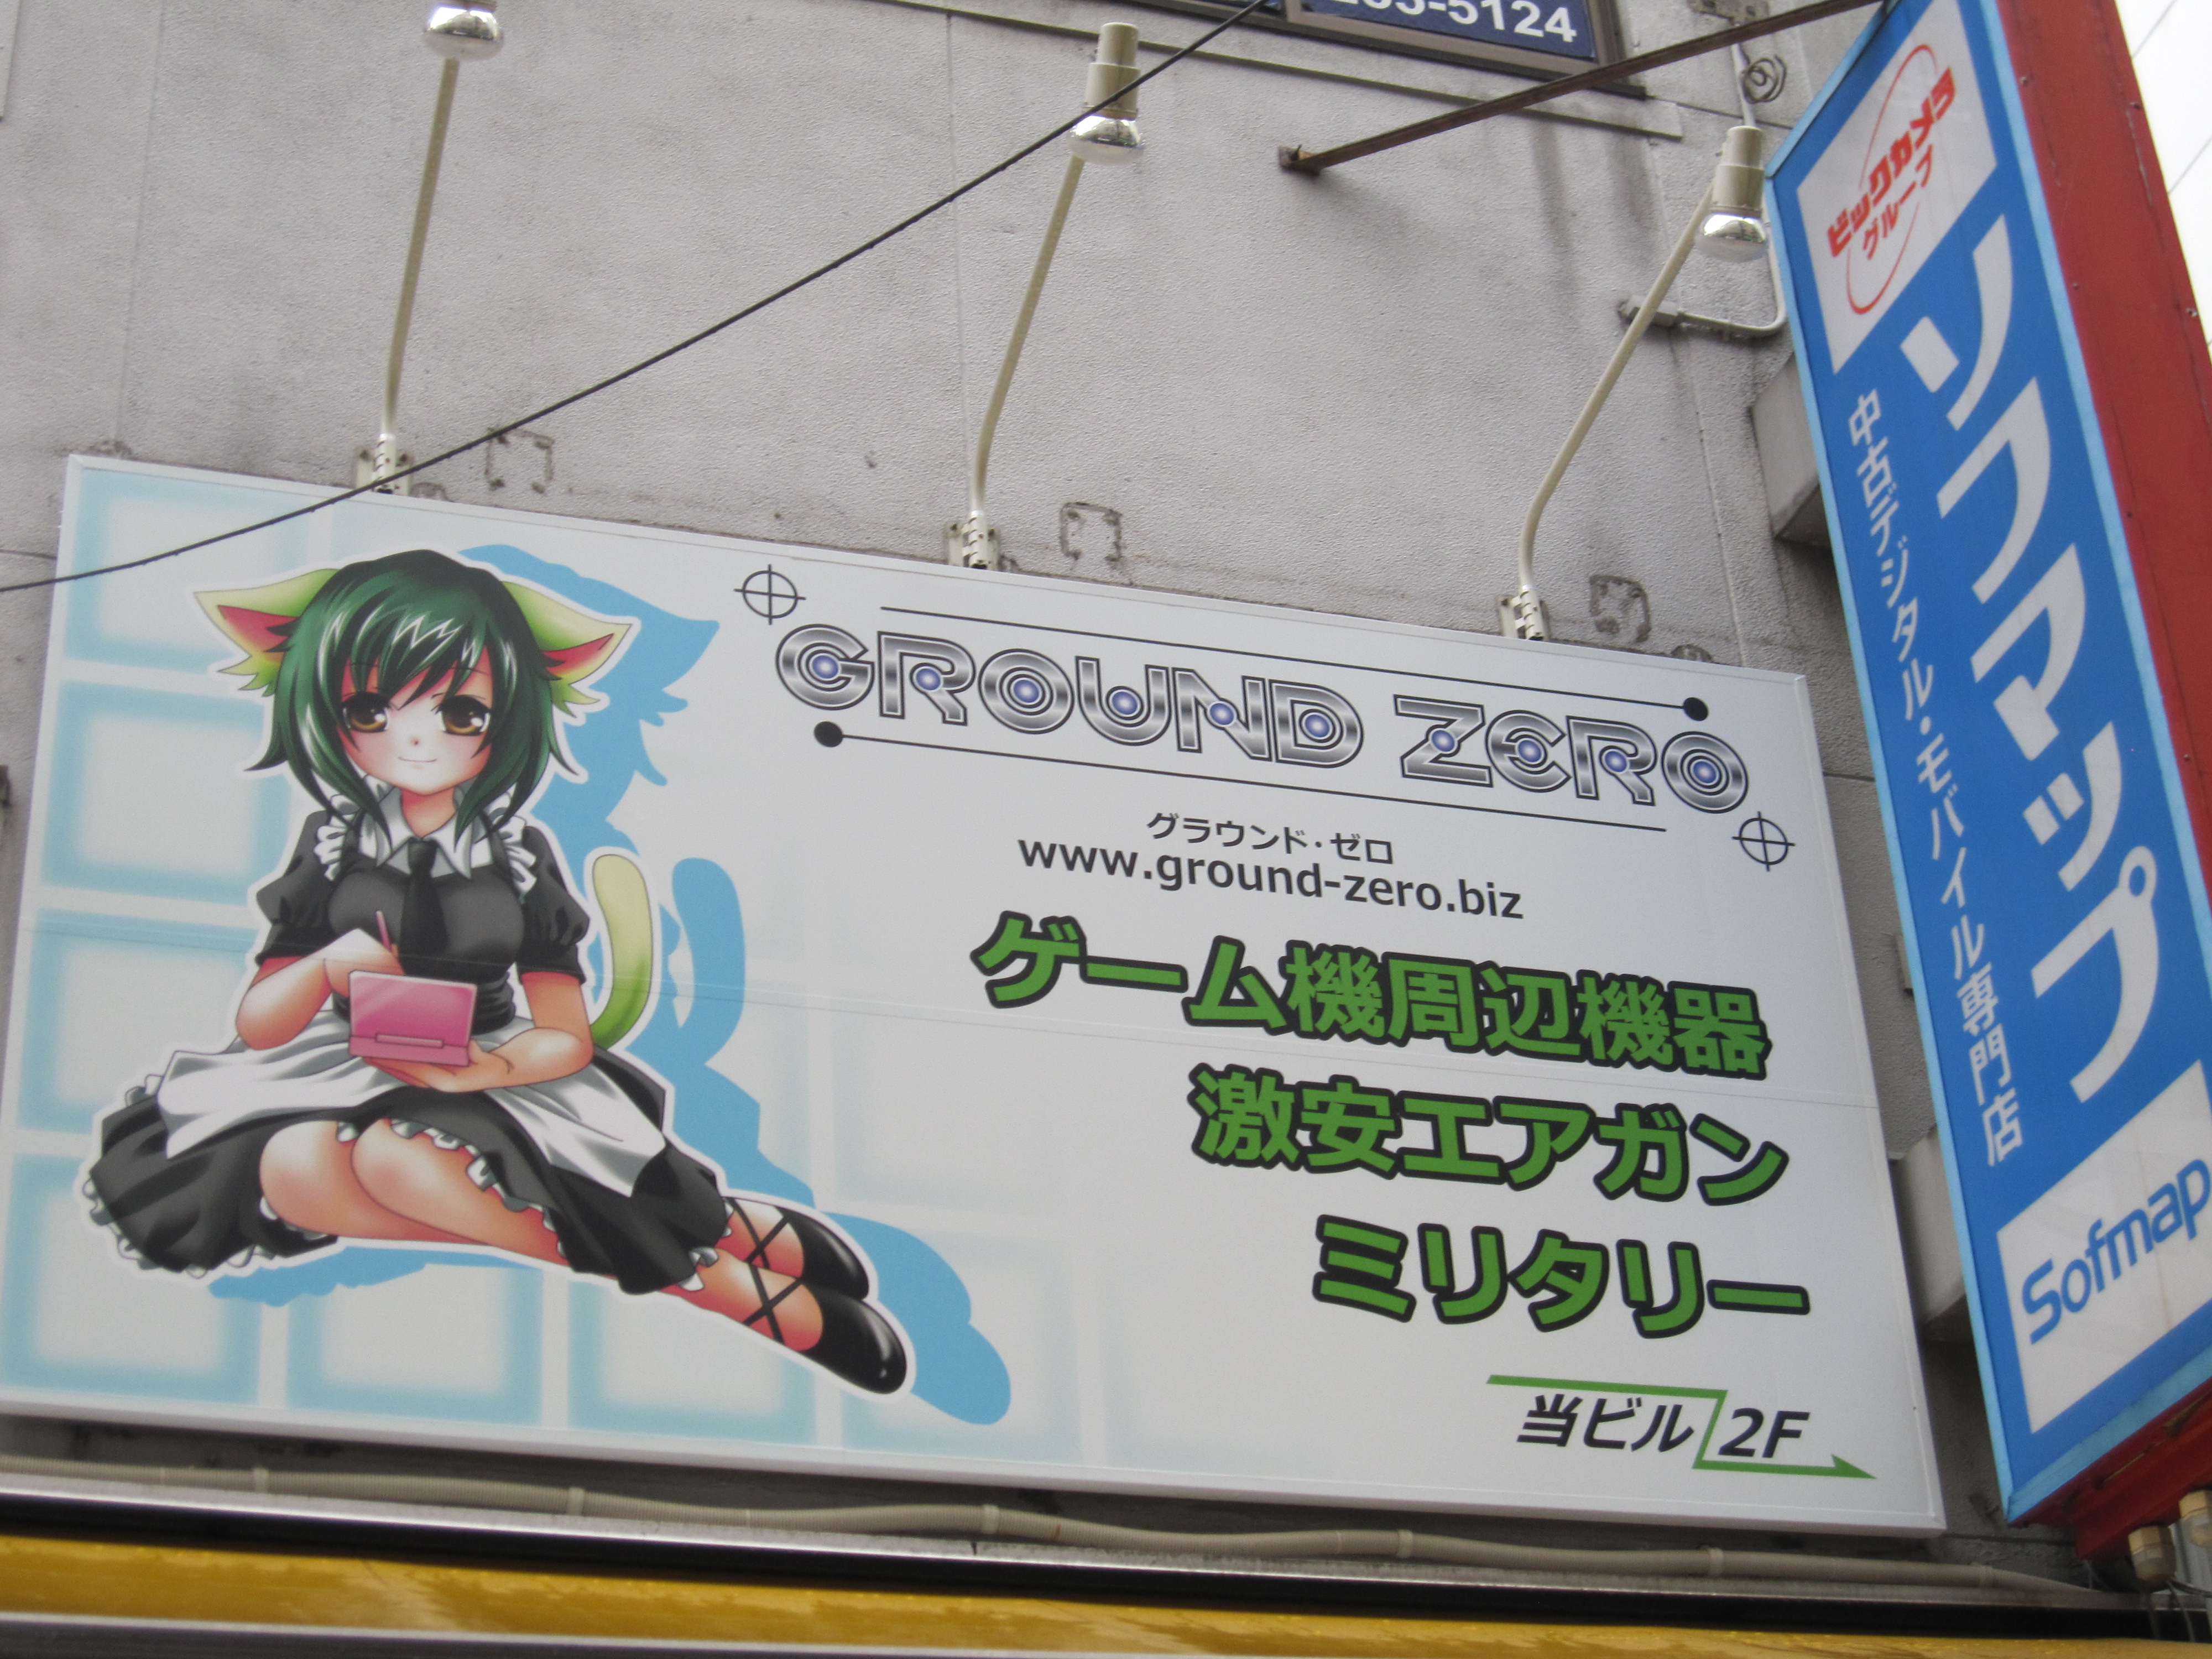 -5124
GROUND ZERO
グラウンド・ゼロ
www.ground-zero.biz
ゲーム機周辺機器
激安エアガン
ミリタリー
当ビル 2F
ビックカメラ
グループ
ソフマップ
中古デジタル・モバイル専門店
Sofmap